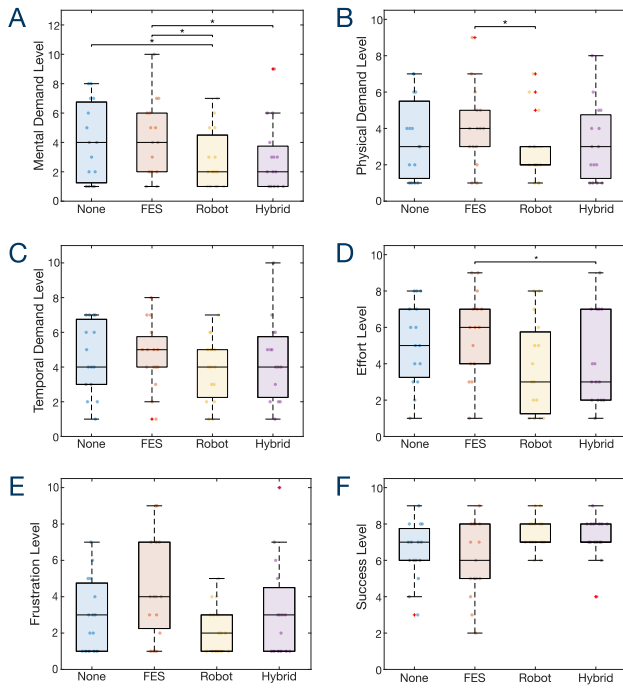 A
Mental Demand Level
12
10
8
6
4
2
0
*
*
*
None FES Robot Hybrid
B
Physical Demand Level
10
8
6
4
2
0
*
None FES Robot Hybrid
C
Temporal Demand Level
10
8
6
4
2
0
None FES Robot Hybrid
D
Effort Level
10
8
6
4
2
0
*
None FES Robot Hybrid
E
Frustration Level
10
8
6
4
2
0
None FES Robot Hybrid
F
Success Level
10
8
6
4
2
0
None FES Robot Hybrid